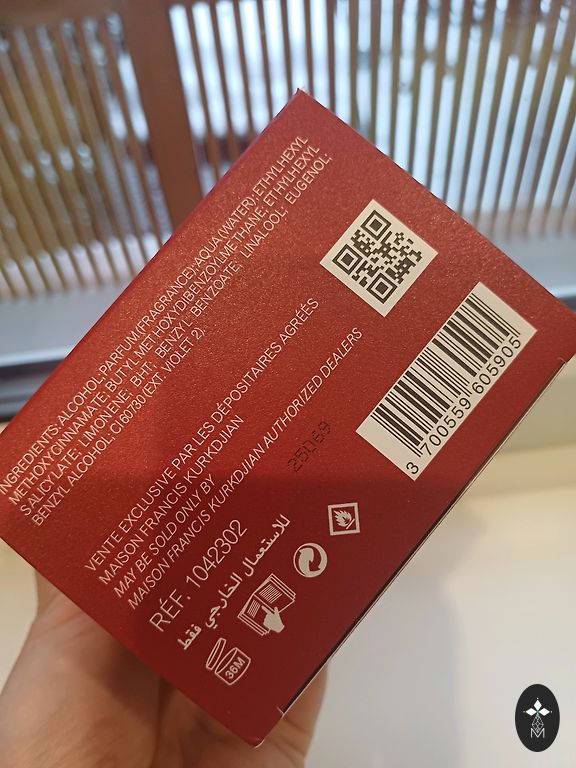 INGREDIENTS: ALCOHOL; PARFUM (FRAGRANCE); AQUA (WATER); ETHYLHEXYL
METHOXYCINNAMATE; BUTYL METHOXYDIBENZOYLMETHANE; ETHYLHEXYL
SALICYLATE; LIMONENE; BHT; BENZYL BENZOATE; LINALOOL; EUGENOL;
BENZYL ALCOHOL; CI 60730 (EXT. VIOLET 2)
VENTE EXCLUSIVE PAR LES DÉPOSITAIRES AGRÉÉS
MAISON FRANCIS KURKDJIAN
MAY BE SOLD ONLY BY
MAISON FRANCIS KURKDJIAN AUTHORIZED DEALERS
25069
RÉF. 1042302
للاستعمال الخارجي فقط
36M
3 700559 605905
M